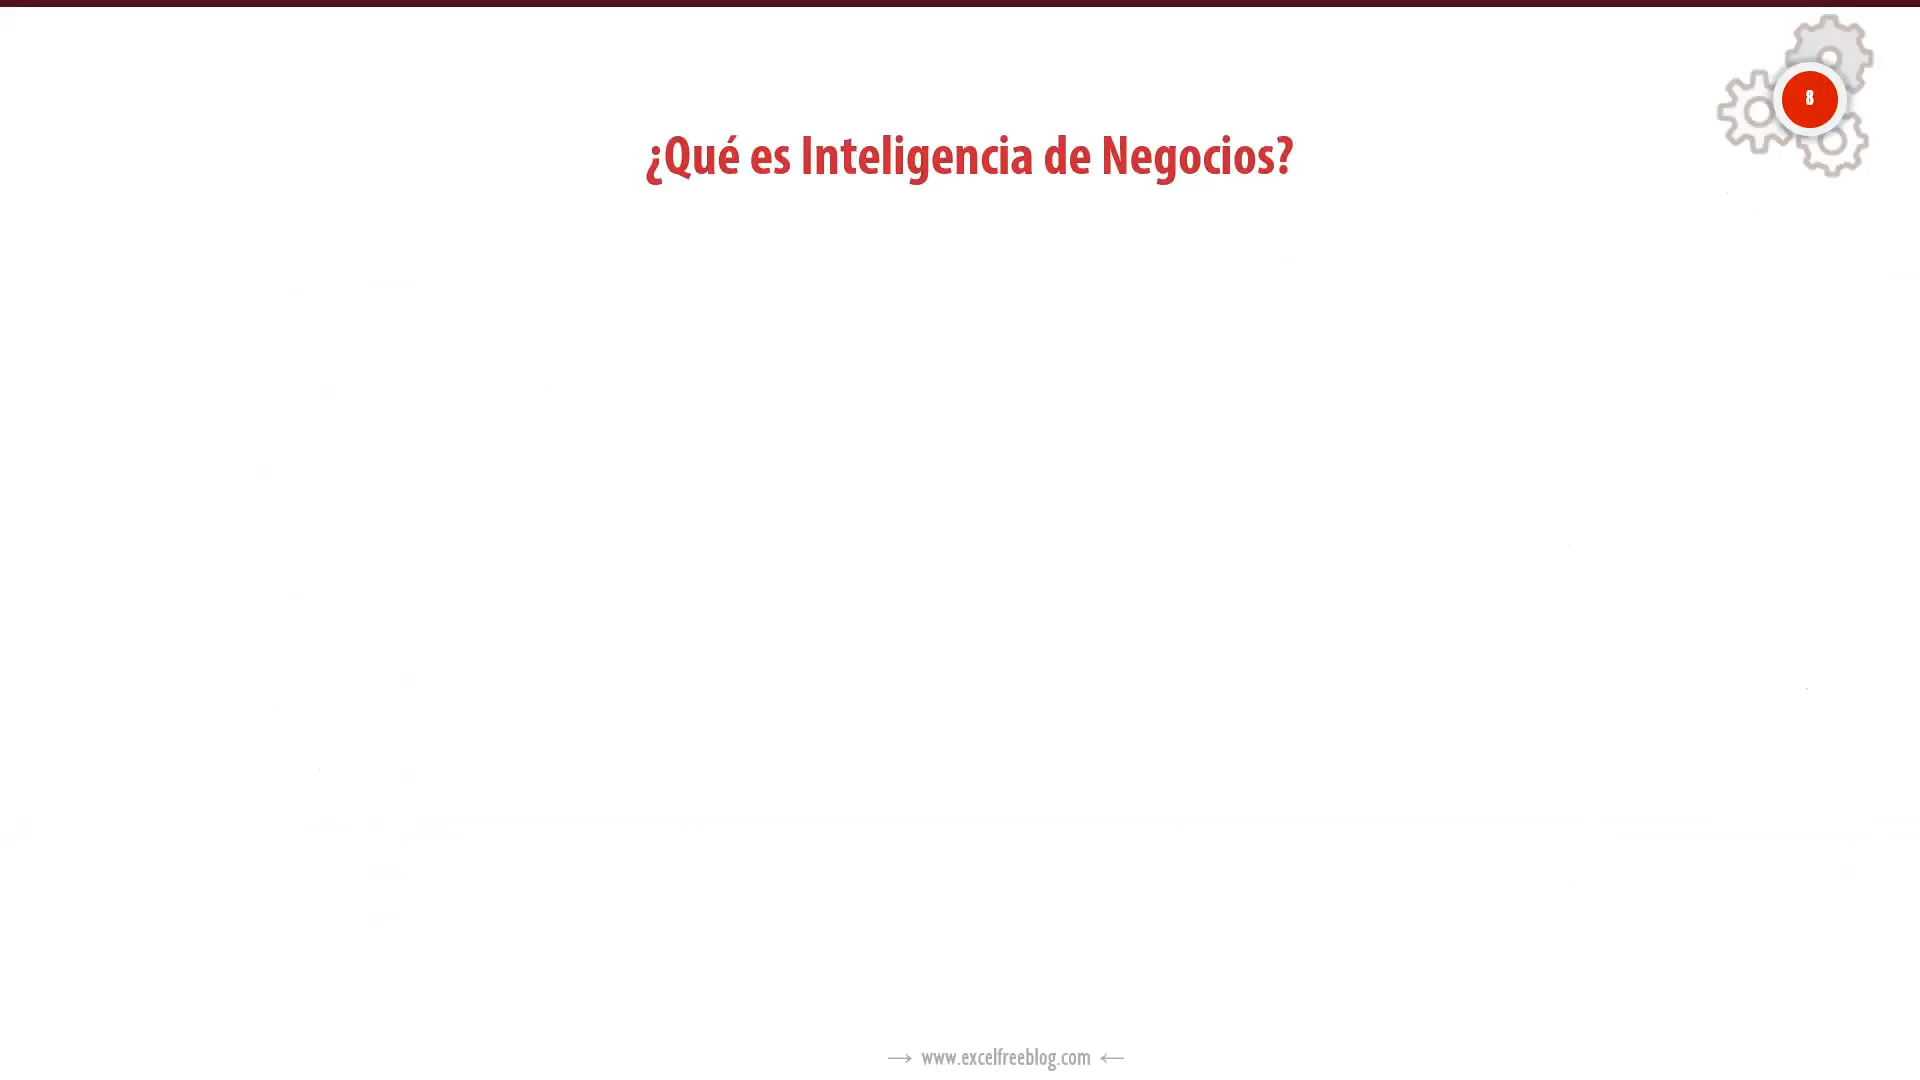 8
¿Qué es Inteligencia de Negocios?
→ www.excelfreeblog.com ←